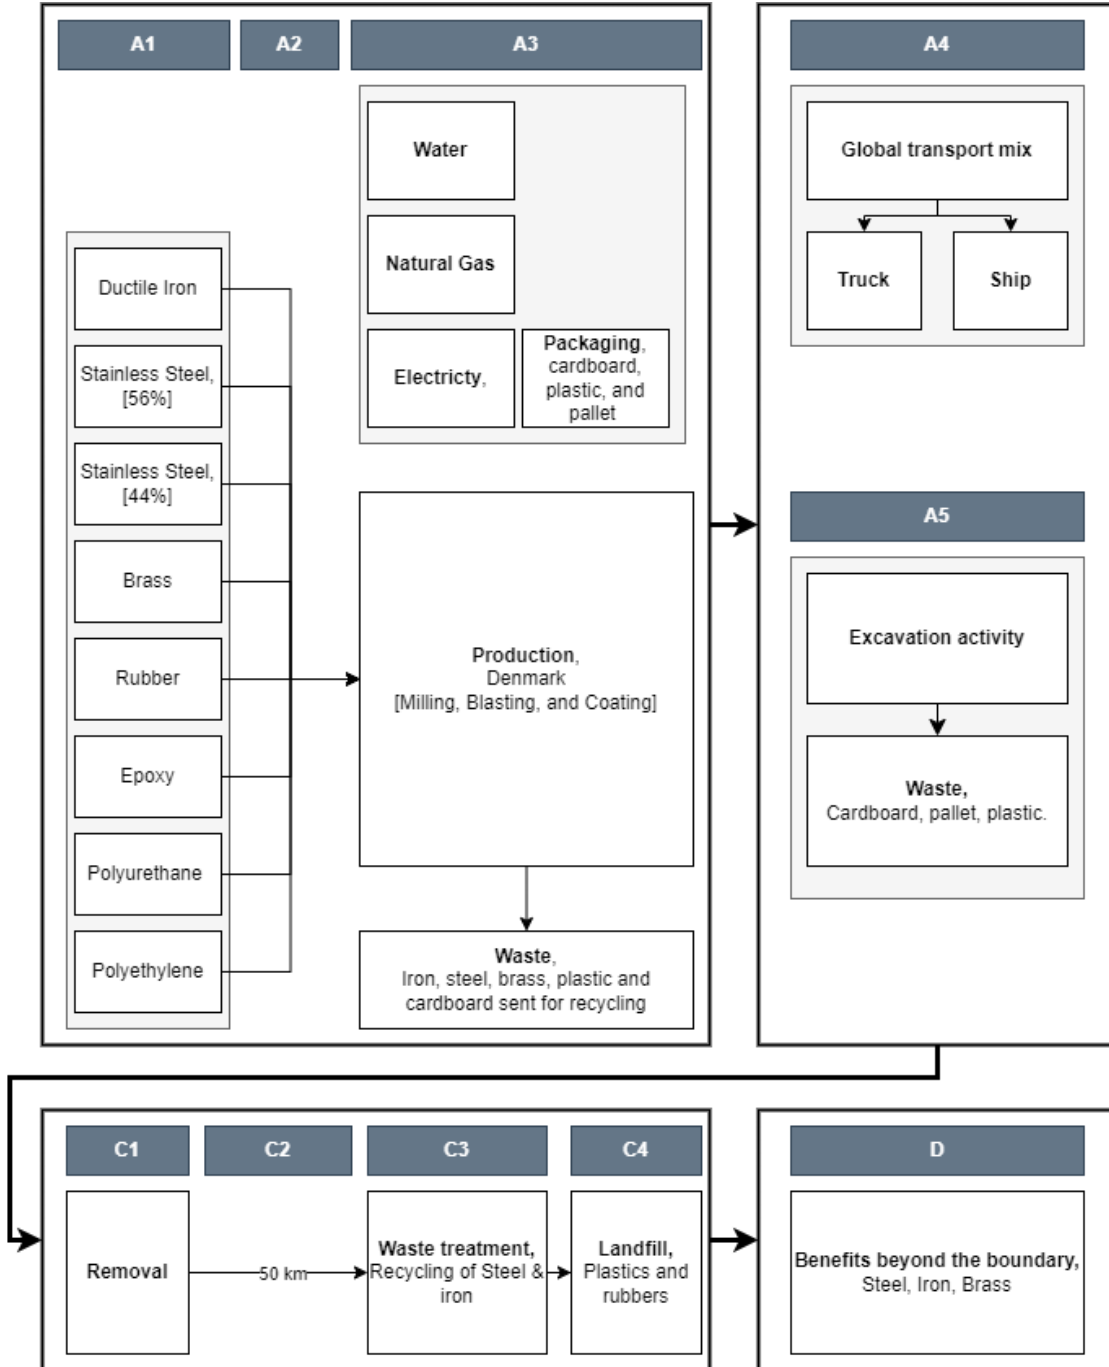 A1
A2
A3
Water
Natural Gas
Electricty,
Packaging,
cardboard,
plastic, and
pallet
Ductile Iron
Stainless Steel,
[56%]
Stainless Steel,
[44%]
Brass
Rubber
Epoxy
Polyurethane
Polyethylene
Production,
Denmark
[Milling, Blasting, and Coating]
Waste,
Iron, steel, brass, plastic and
cardboard sent for recycling
A4
Global transport mix
Truck
Ship
A5
Excavation activity
Waste,
Cardboard, pallet, plastic.
C1
C2
C3
C4
Removal
50 km
Waste treatment,
Recycling of Steel &
iron
Landfill,
Plastics and
rubbers
D
Benefits beyond the boundary,
Steel, Iron, Brass